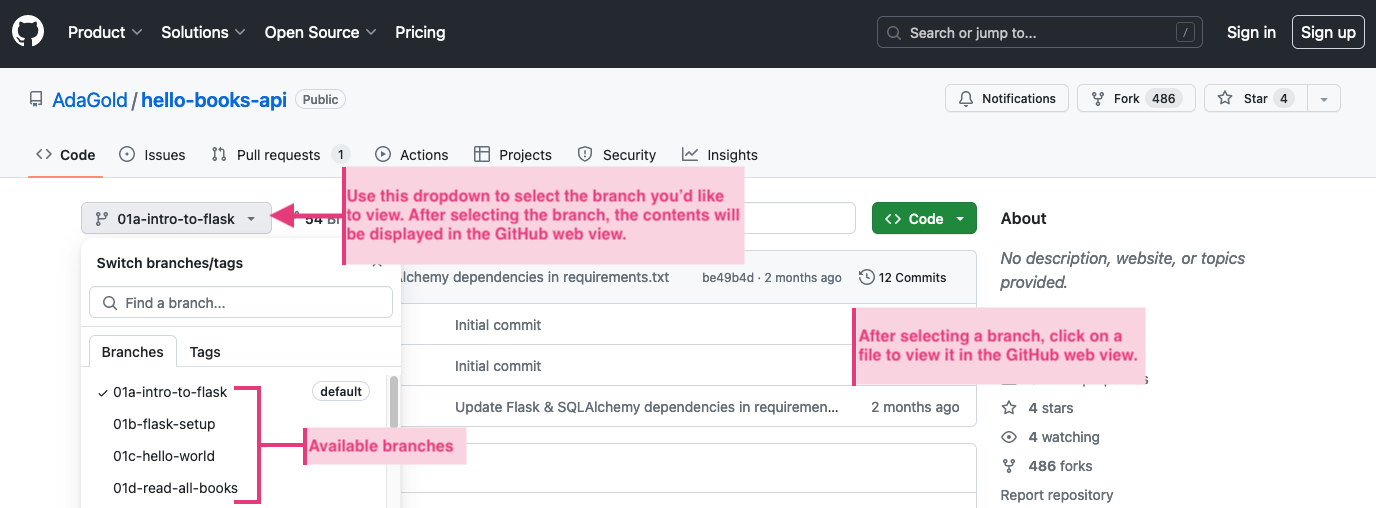 Product Solutions Open Source Pricing Search or jump to... / Sign in Sign up
AdaGold / hello-books-api Public Notifications Fork 486 Star 4
Code Issues Pull requests 1 Actions Projects Security Insights
Use this dropdown to select the branch you'd like
to view. After selecting the branch, the contents will
be displayed in the GitHub web view.
01a-intro-to-flask 54 Code About
Switch branches/tags
No description, website, or topics
provided.
dependencies in requirements.txt be49b4d · 2 months ago 12 Commits
Find a branch...
Initial commit
After selecting a branch, click on a
file to view it in the GitHub web view.
Branches Tags
Initial commit
01a-intro-to-flask default
Update Flask & SQLAlchemy dependencies in requiremen... 2 months ago
4 stars
01b-flask-setup
4 watching
Available branches
01c-hello-world
486 forks
01d-read-all-books
Report repository